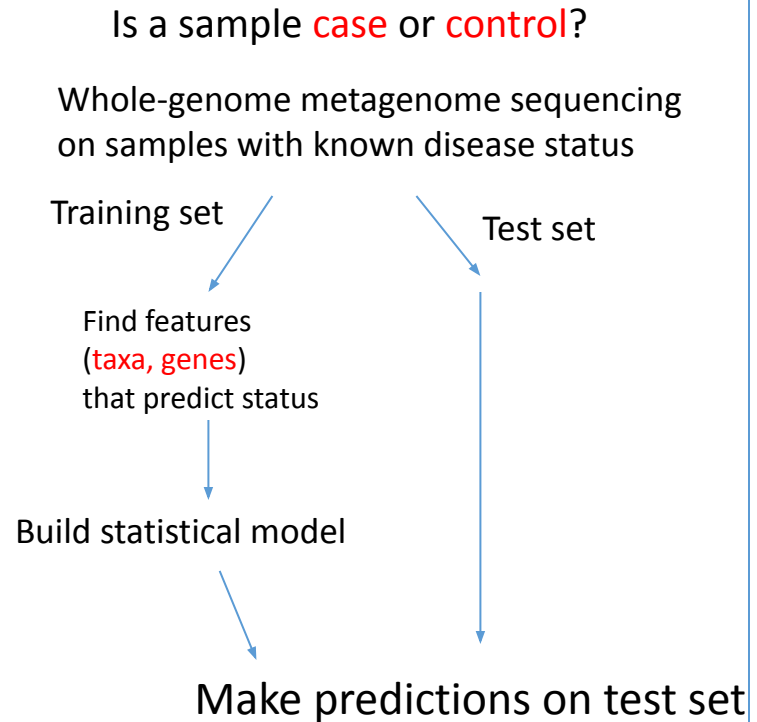 Is a sample case or control?
Whole-genome metagenome sequencing
on samples with known disease status
Training set
Test set
Find features
(taxa, genes)
that predict status
Build statistical model
Make predictions on test set